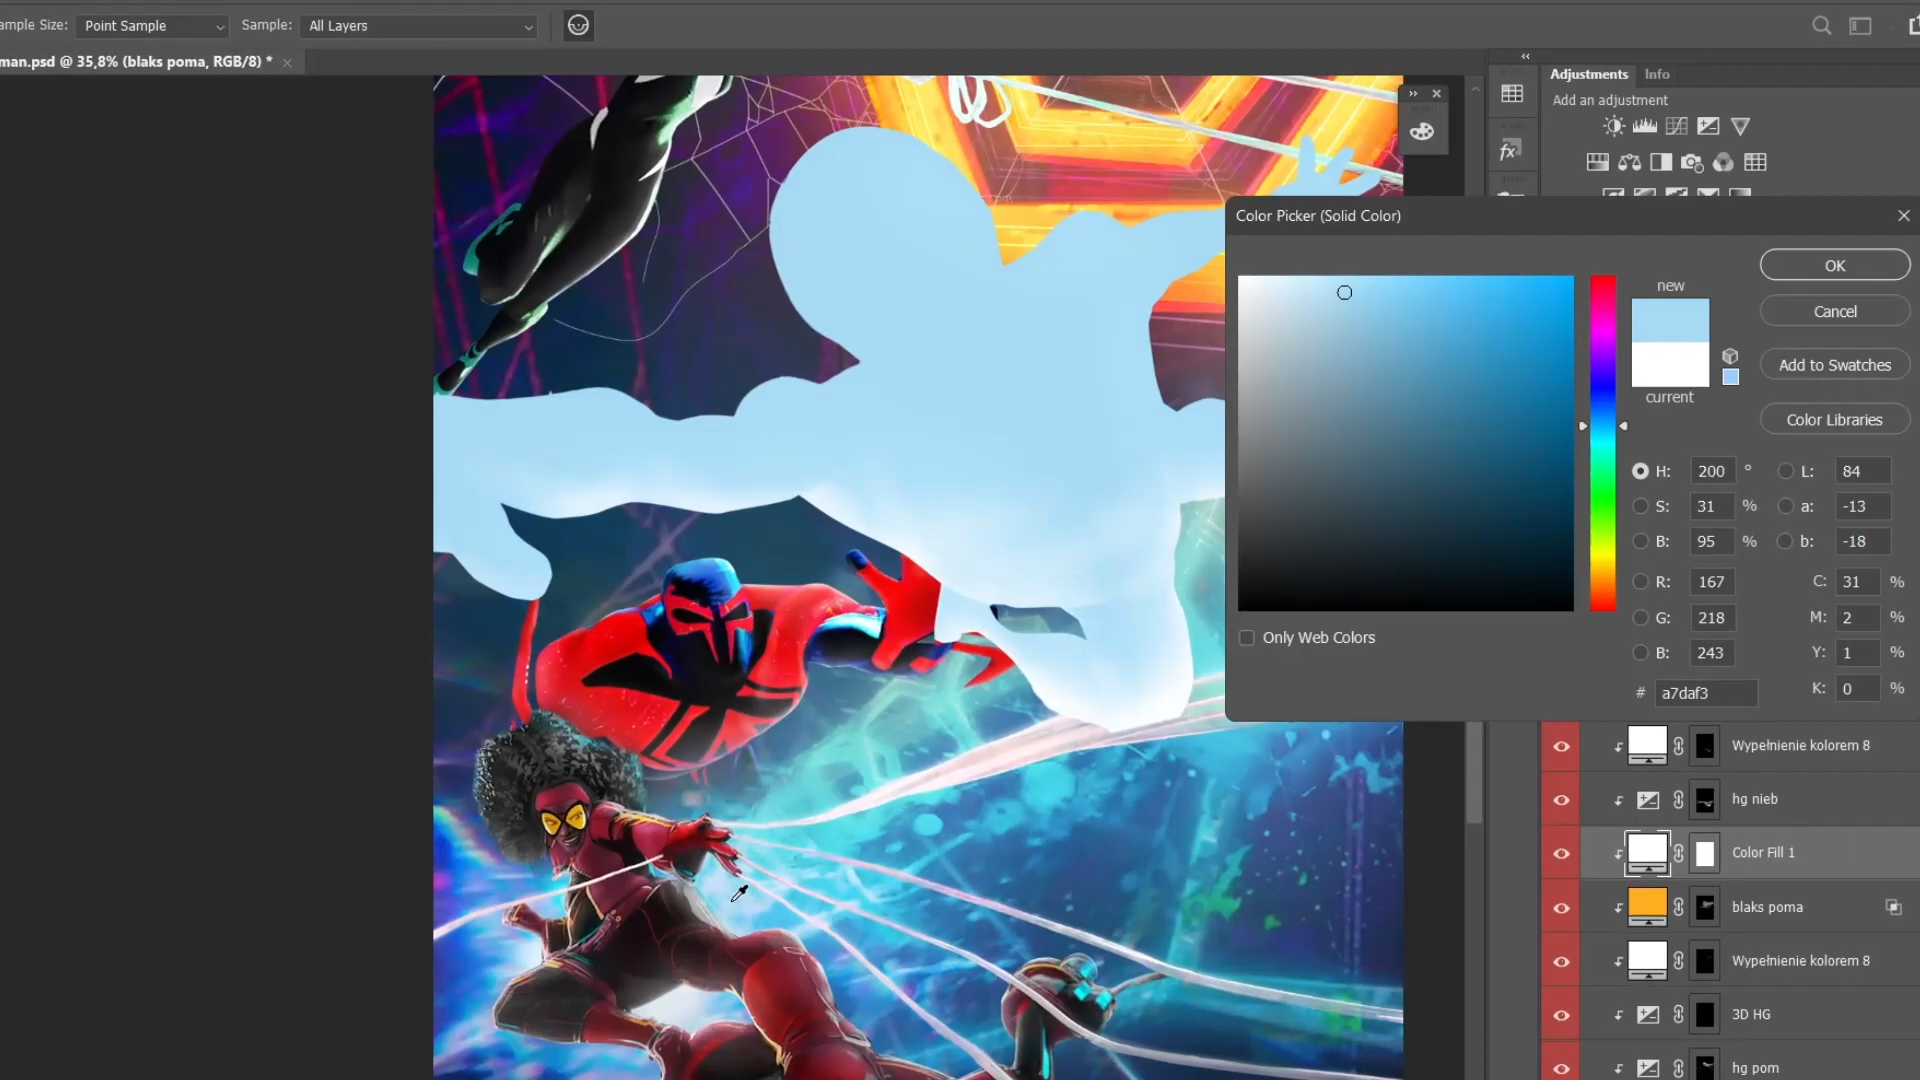 ample Size: Point Sample Sample: All Layers
man.psd @ 35,8% (blaks poma, RGB/8) *
Adjustments Info
Add an adjustment
fx
Color Picker (Solid Color)
new
current
OK
Cancel
Add to Swatches
Color Libraries
H: 200 ° L: 84
S: 31 % a: -13
B: 95 % b: -18
R: 167 C: 31 %
G: 218 M: 2 %
B: 243 Y: 1 %
# a7daf3 K: 0 %
Only Web Colors
Wypełnienie kolorem 8
hg nieb
Color Fill 1
blaks poma
Wypełnienie kolorem 8
3D HG
hg pom